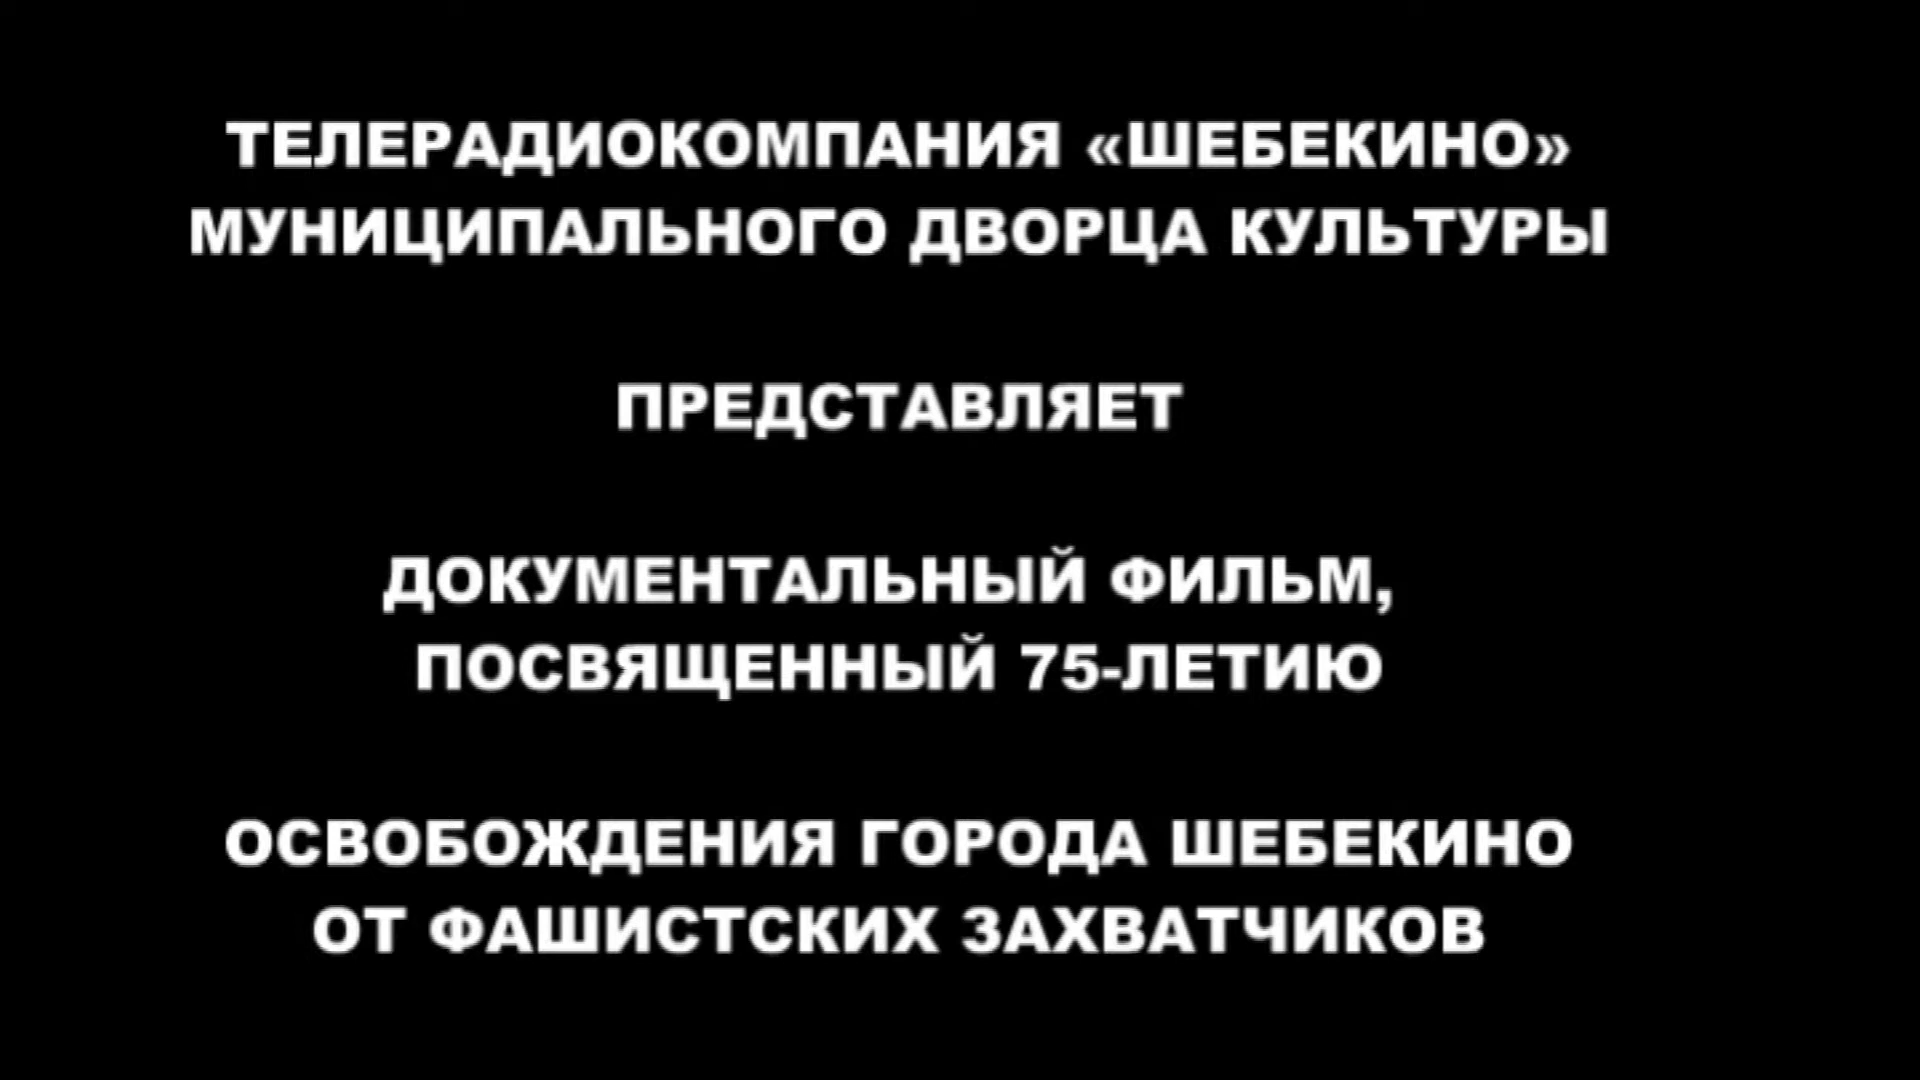 ТЕЛЕРАДИОКОМПАНИЯ «ШЕБЕКИНО»
МУНИЦИПАЛЬНОГО ДВОРЦА КУЛЬТУРЫ
ПРЕДСТАВЛЯЕТ
ДОКУМЕНТАЛЬНЫЙ ФИЛЬМ,
ПОСВЯЩЕННЫЙ 75-ЛЕТИЮ
ОСВОБОЖДЕНИЯ ГОРОДА ШЕБЕКИНО
ОТ ФАШИСТСКИХ ЗАХВАТЧИКОВ